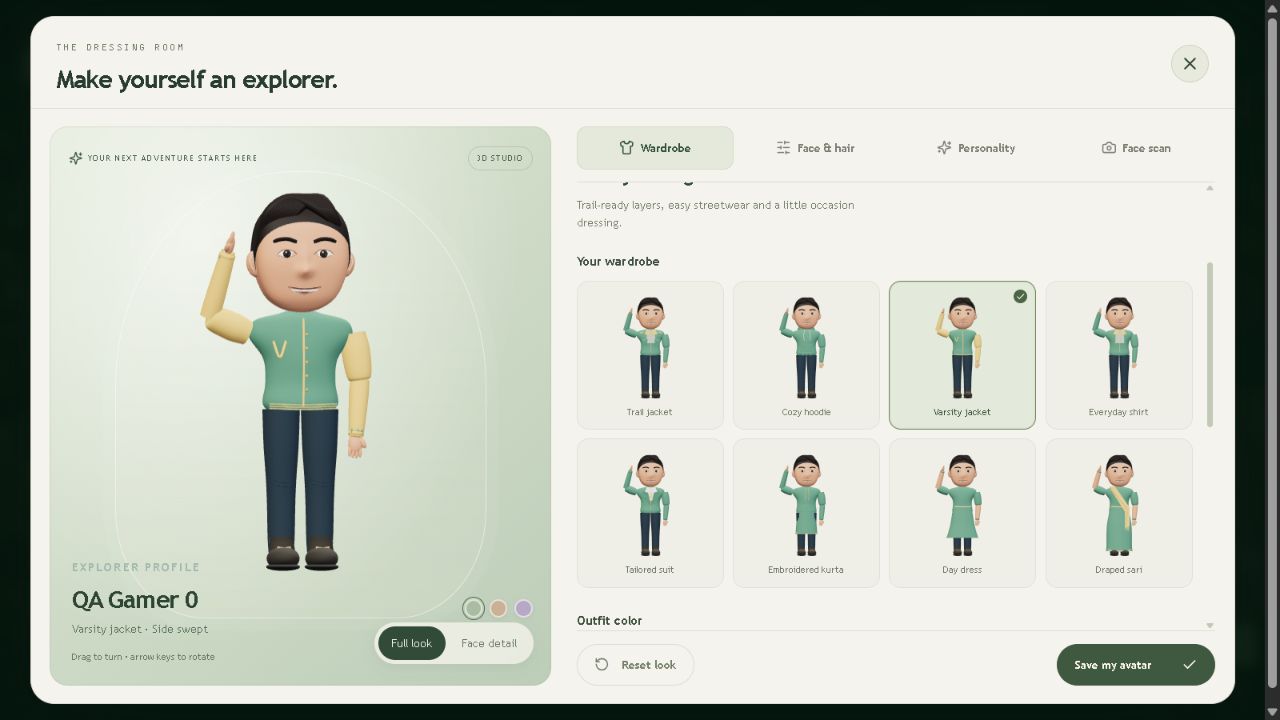 THE DRESSING ROOM
Make yourself an explorer.
YOUR NEXT ADVENTURE STARTS HERE
3D STUDIO
V
EXPLORER PROFILE
QA Gamer 0
Varsity jacket · Side swept
Drag to turn • arrow keys to rotate
Full look
Face detail
Wardrobe
Face & hair
Personality
Face scan
Trail-ready layers, easy streetwear and a little occasion
dressing.
Your wardrobe
Trail jacket
Cozy hoodie
Varsity jacket
Everyday shirt
Tailored suit
Embroidered kurta
Day dress
Draped sari
Outfit color
Reset look
Save my avatar